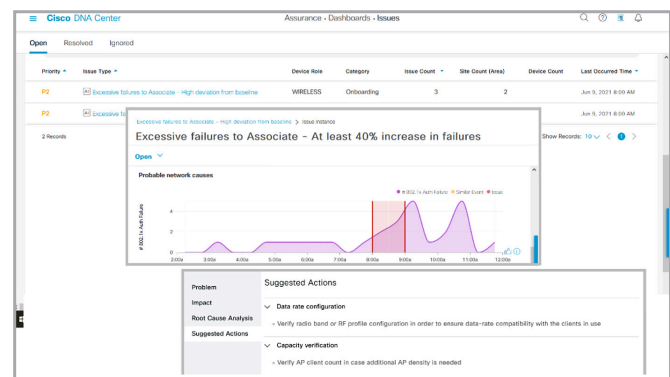 Cisco DNA Center
Assurance • Dashboards • Issues
Open Resolved Ignored
Priority Issue Type Device Role Category Issue Count Site Count (Area) Device Count Last Occurred Time
P2 AI Excessive failures to Associate - High deviation from baseline WIRELESS Onboarding 3 2 Jun 9, 2021 8:00 AM
P2 AI Excessive fa Jun 9, 2021 8:00 AM
2 Records Show Records: 10 < 1 >
Excessive failures to Associate - High deviation from baseline > Issue Instance
Excessive failures to Associate - At least 40% increase in failures
Open
Probable network causes
# 802.1x Auth Failure Similar Event Issue
# 802.1x Auth Failure
4
2
0
2:00a 3:00a 4:00a 5:00a 6:00a 7:00a 8:00a 9:00a 10:00a 11:00a 12:00a
Problem
Impact
Root Cause Analysis
Suggested Actions
Suggested Actions
Data rate configuration
- Verify radio band or RF profile configuration in order to ensure data-rate compatibility with the clients in use
Capacity verification
- Verify AP client count in case additional AP density is needed